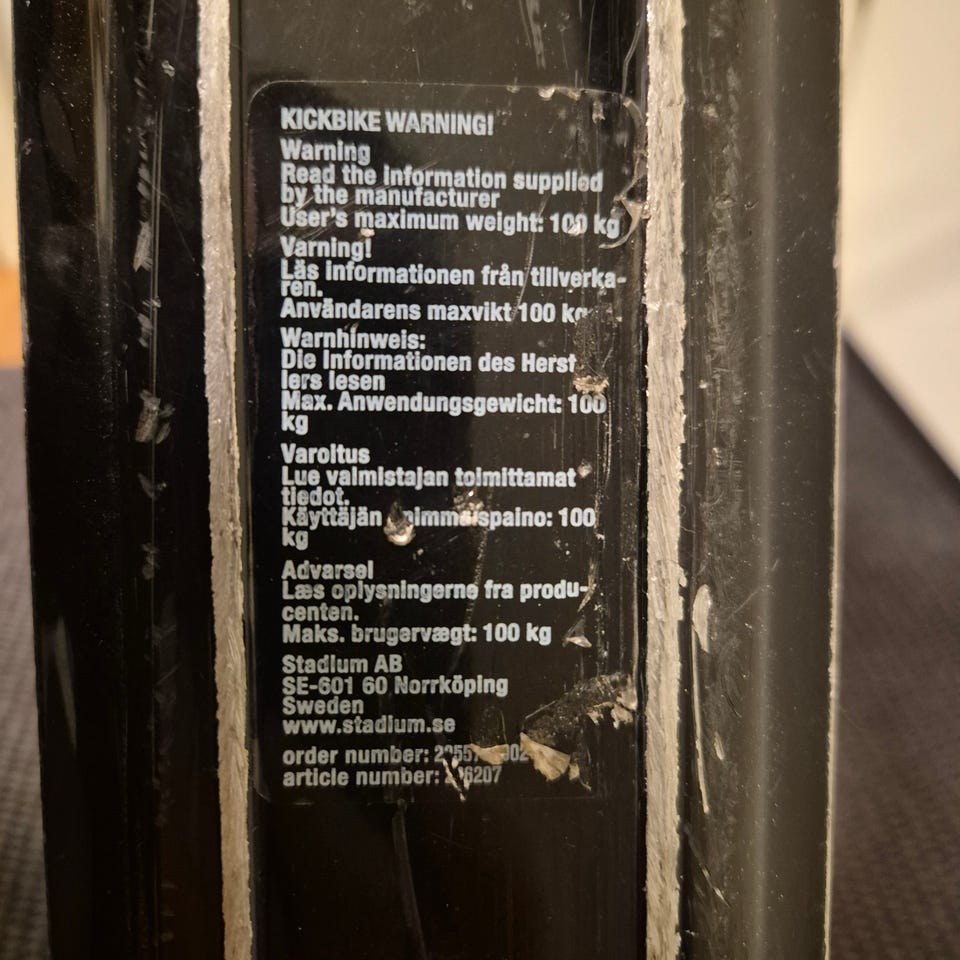 KICKBIKE WARNING!
Warning
Read the information supplied
by the manufacturer
User's maximum weight: 100 kg
Varning!
Läs informationen från tillverka-
ren.
Användarens maxvikt 100 kg
Warnhinweis:
Die Informationen des Herst
lers lesen
Max. Anwendungsgewicht: 100
kg
Varoitus
Lue valmistajan toimittamat
tiedot.
Käyttäjän 100
kg
Advarsel
Læs oplysningerne fra produ-
centen.
Maks. brugervægt: 100 kg
Stadium AB
SE-601 60 Norrköping
Sweden
www.stadium.se
order number:
article number: